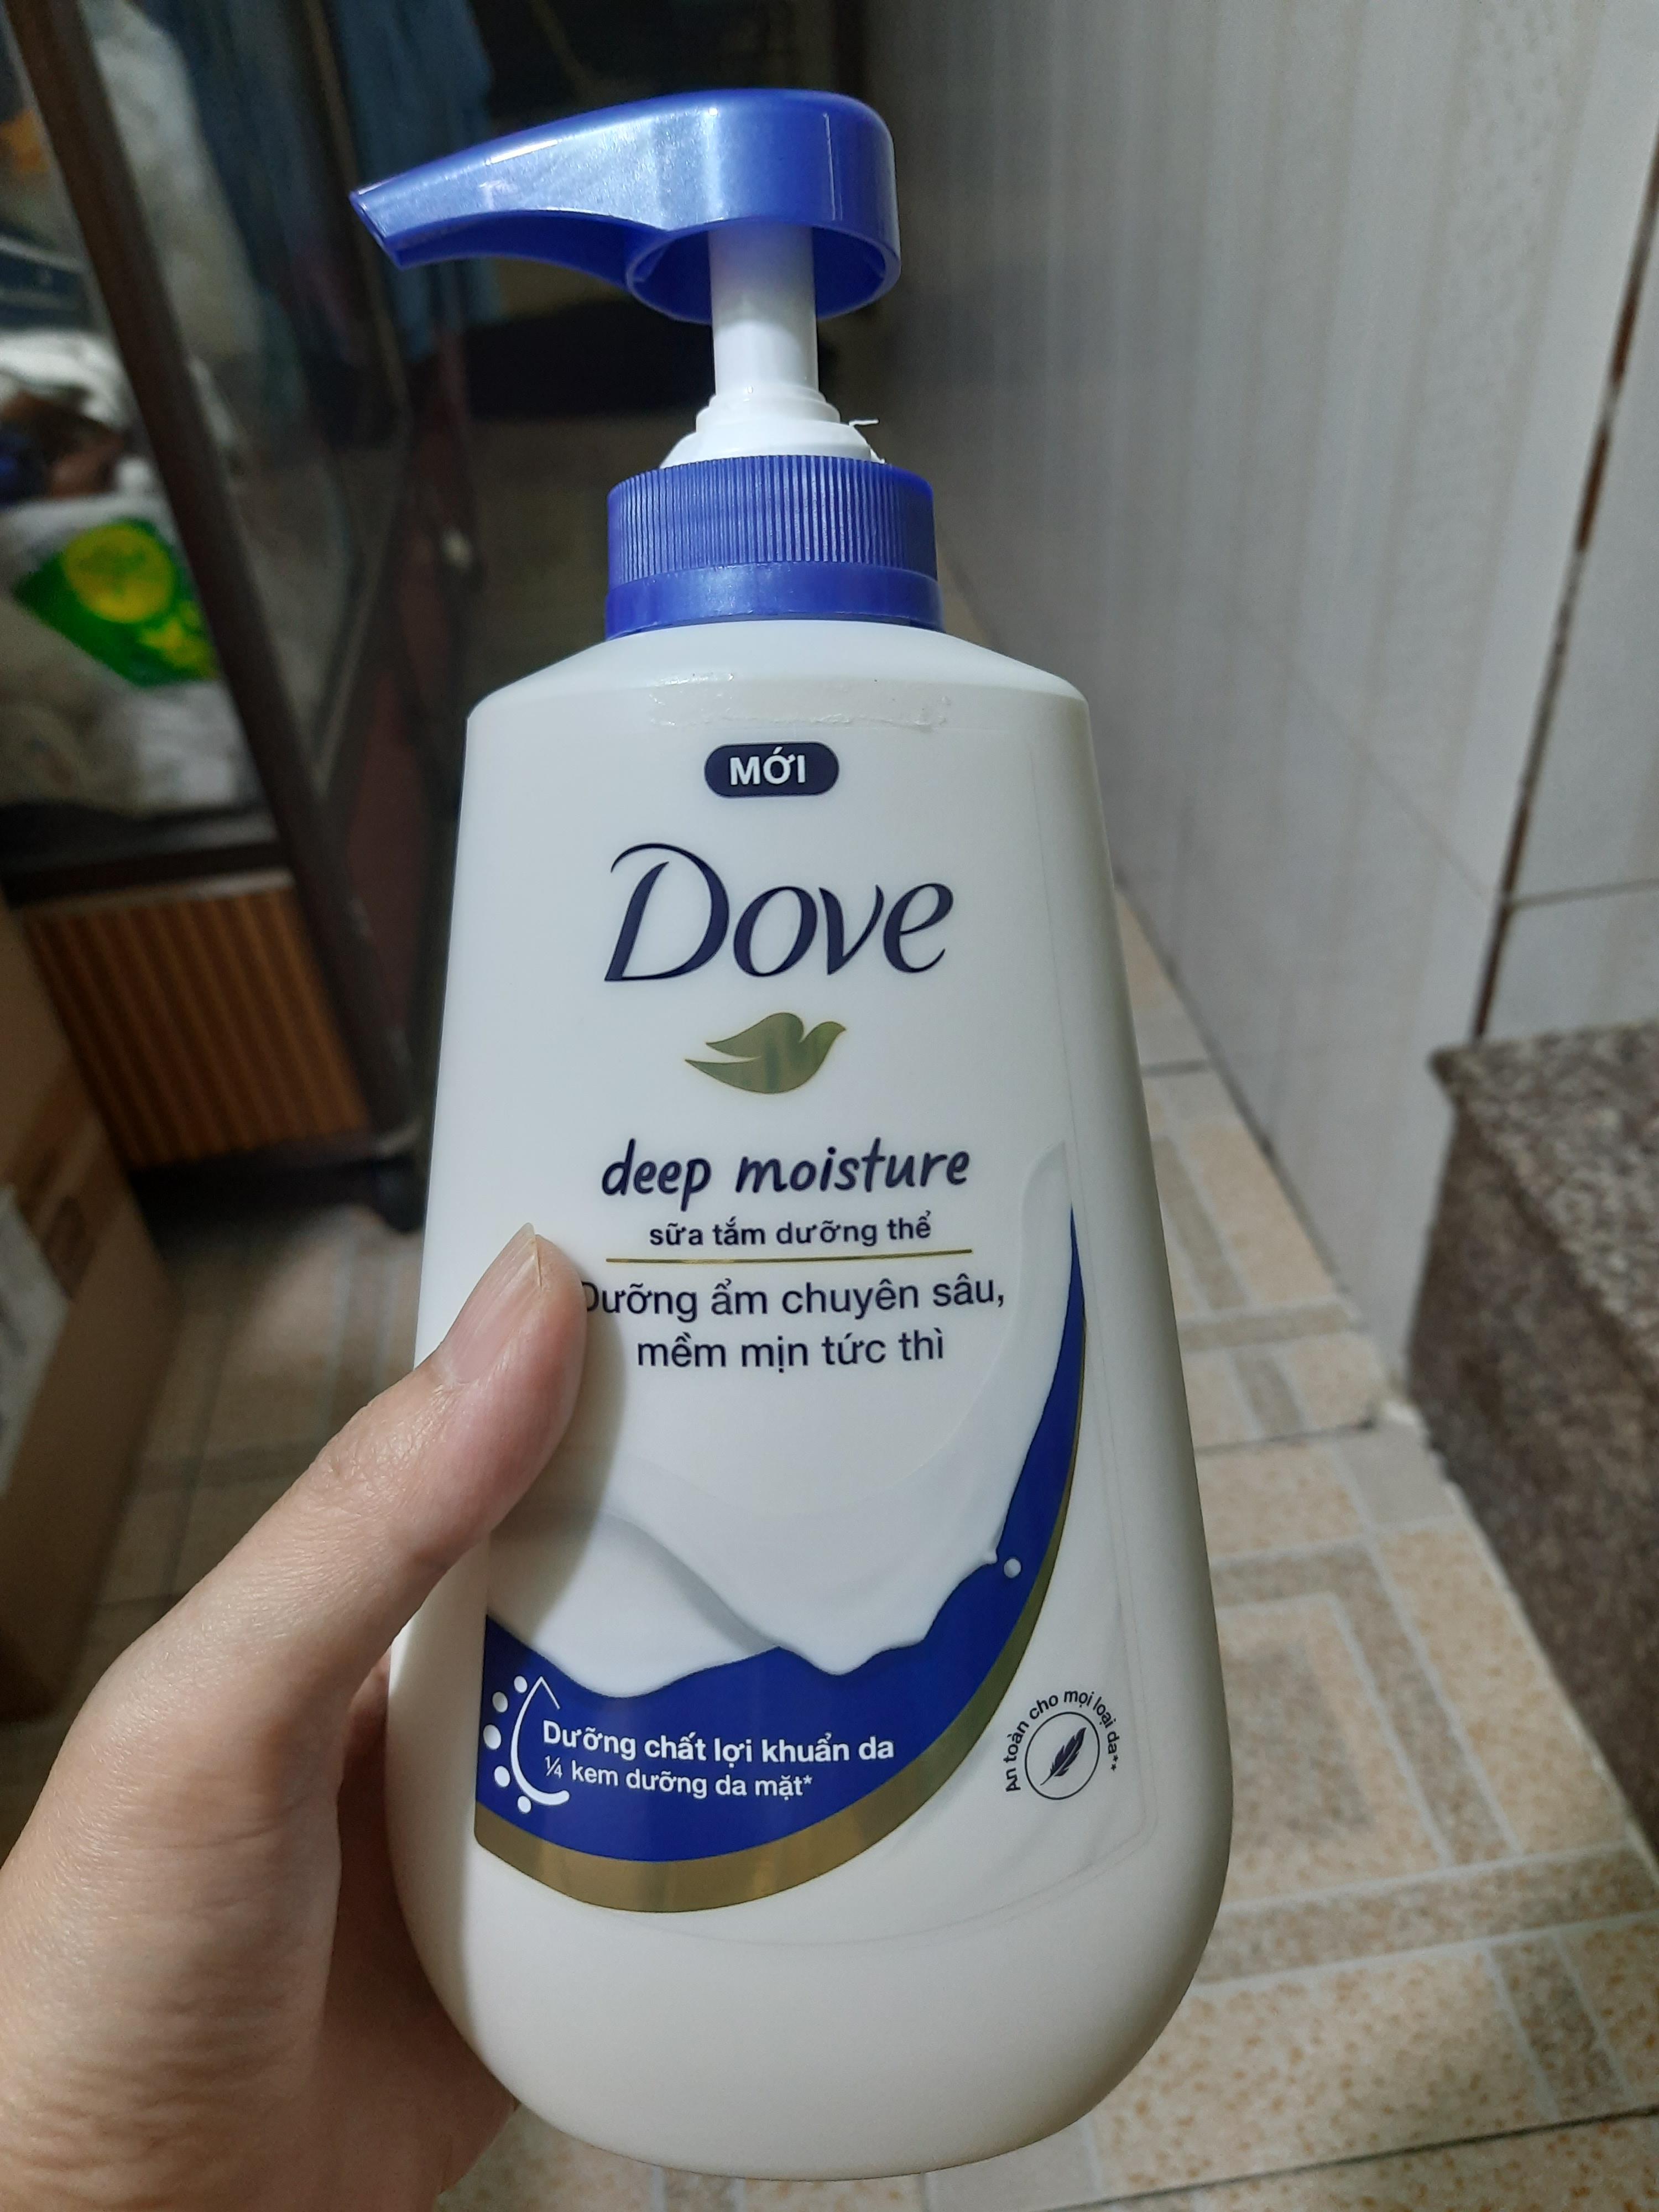 MỚI
Dove
deep moisture
sữa tắm dưỡng thể
Dưỡng ẩm chuyên sâu,
mềm mịn tức thì
Dưỡng chất lợi khuẩn da
¼ kem dưỡng da mặt*
An toàn cho mọi loại da**